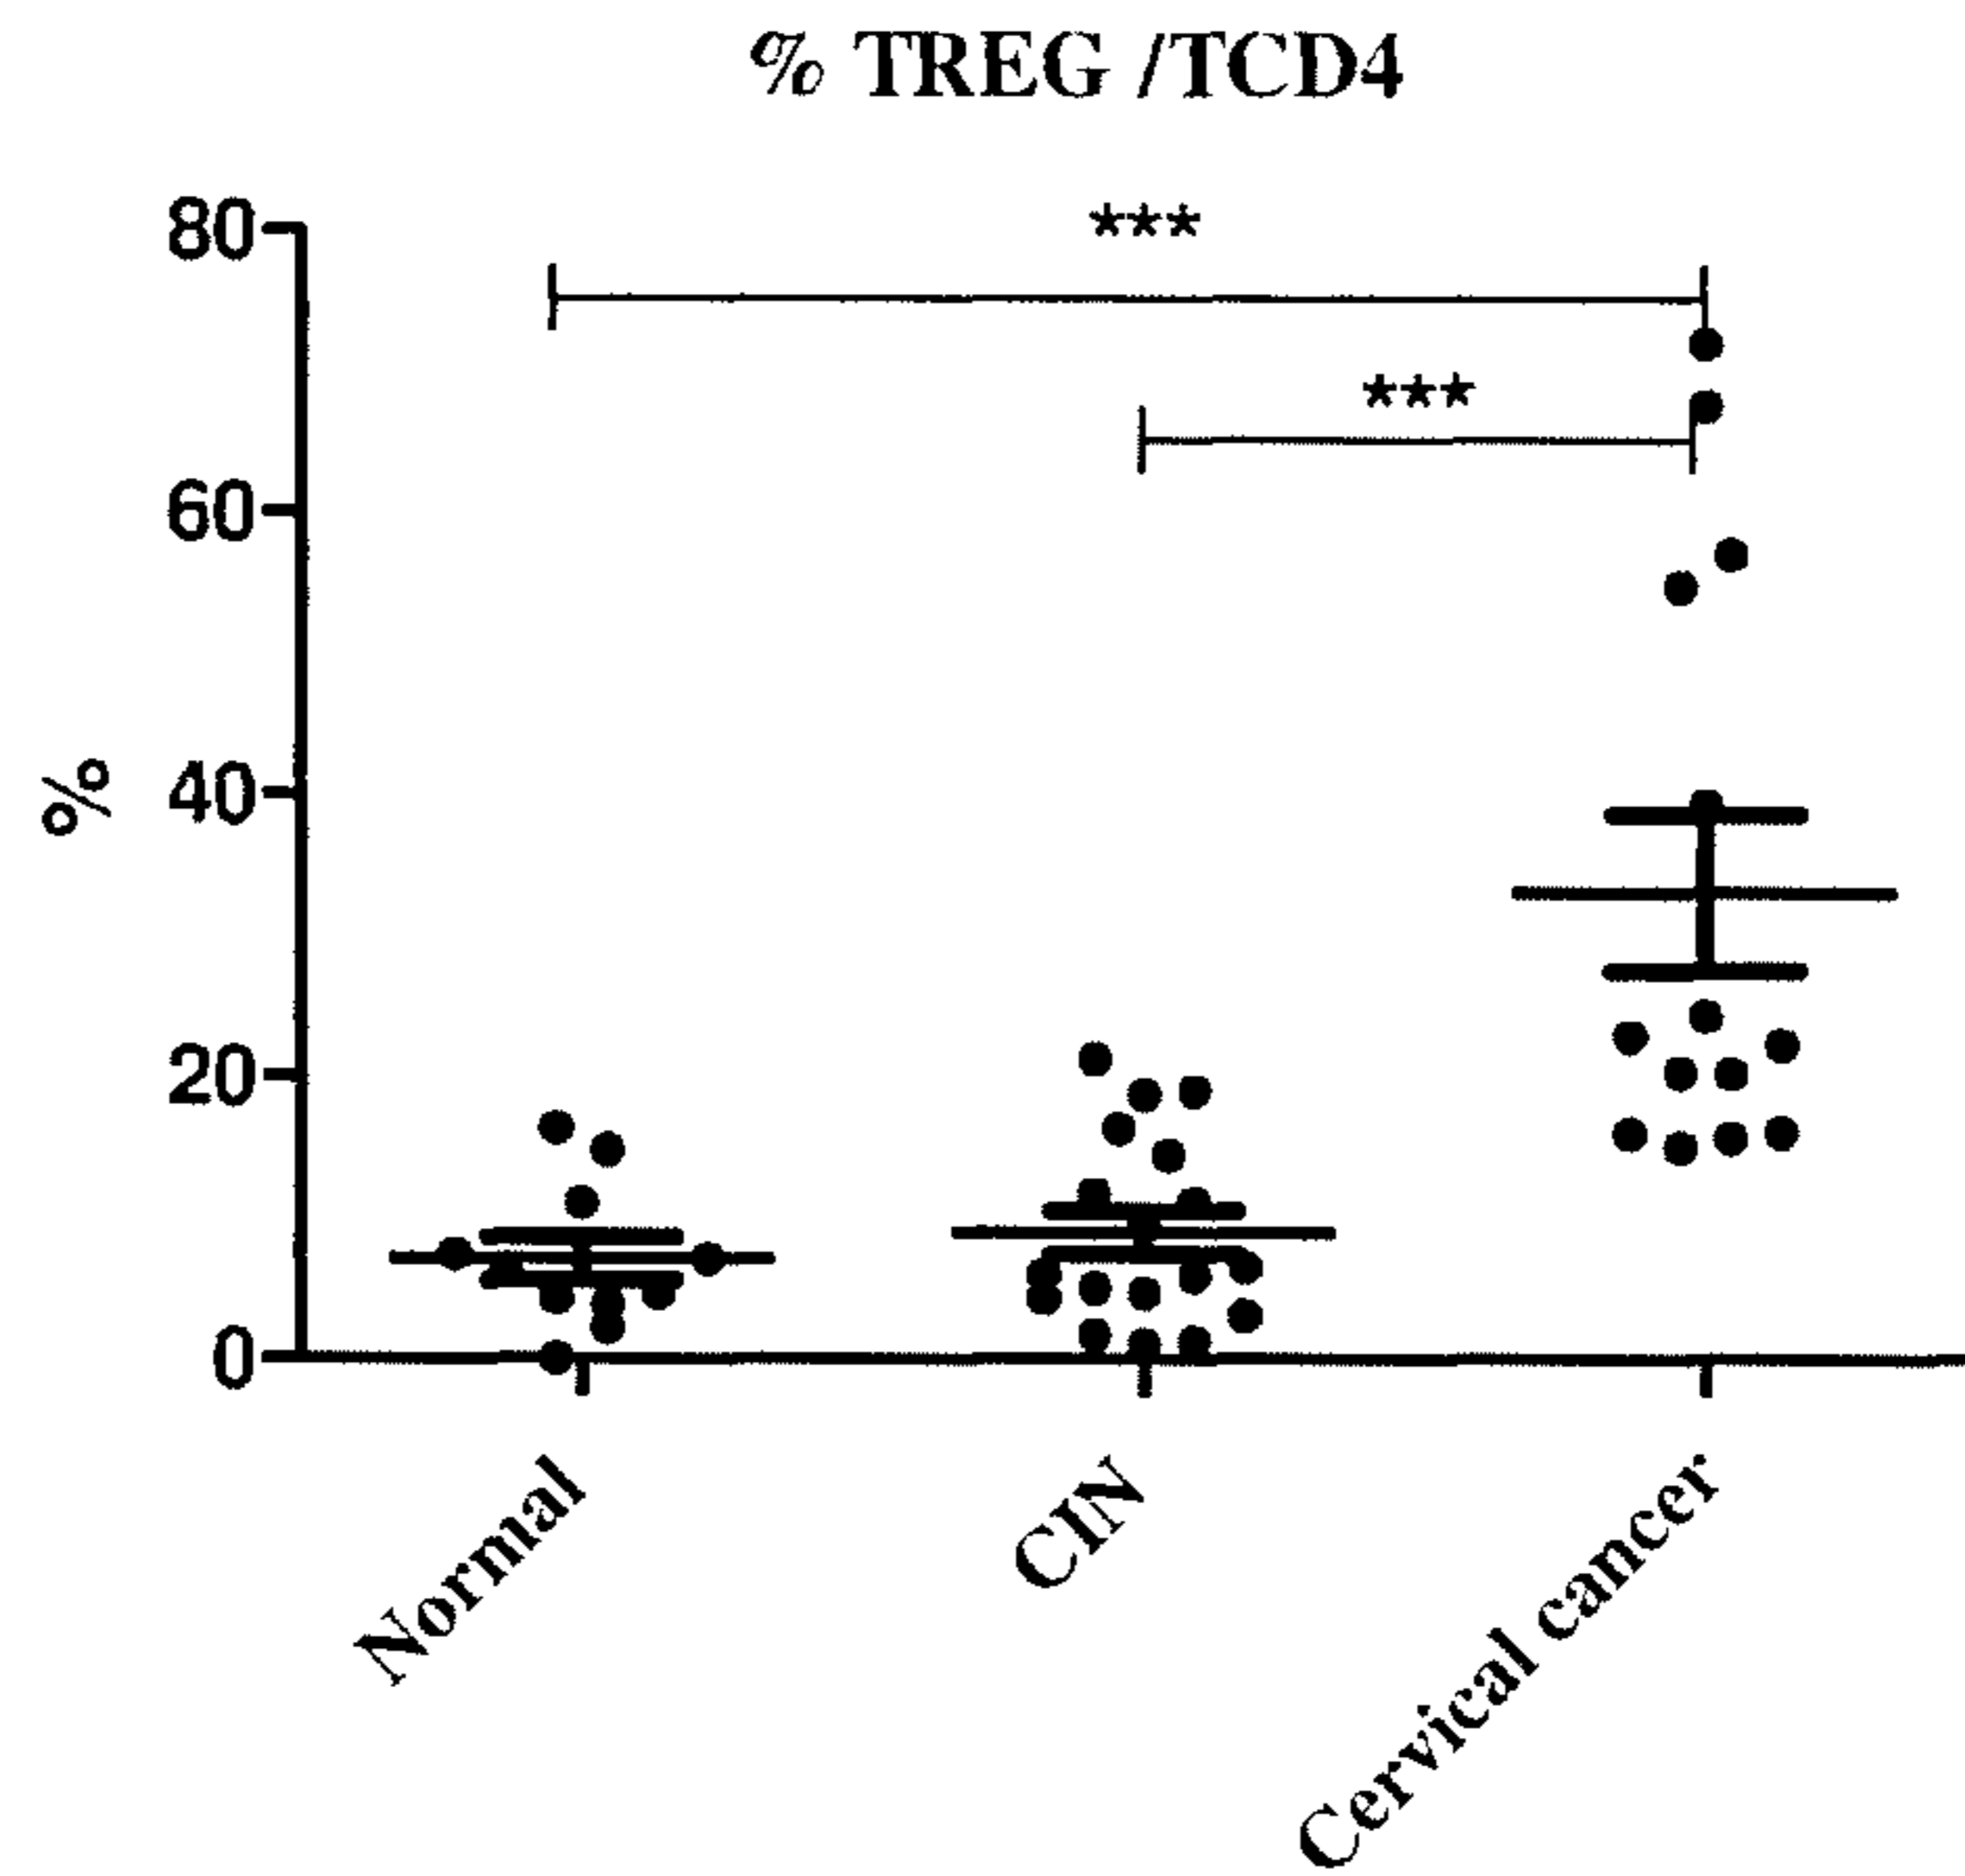 % TREG /TCD4
80
***
***
60
%
40
20
0
Normal
CIN
Cervical cancer